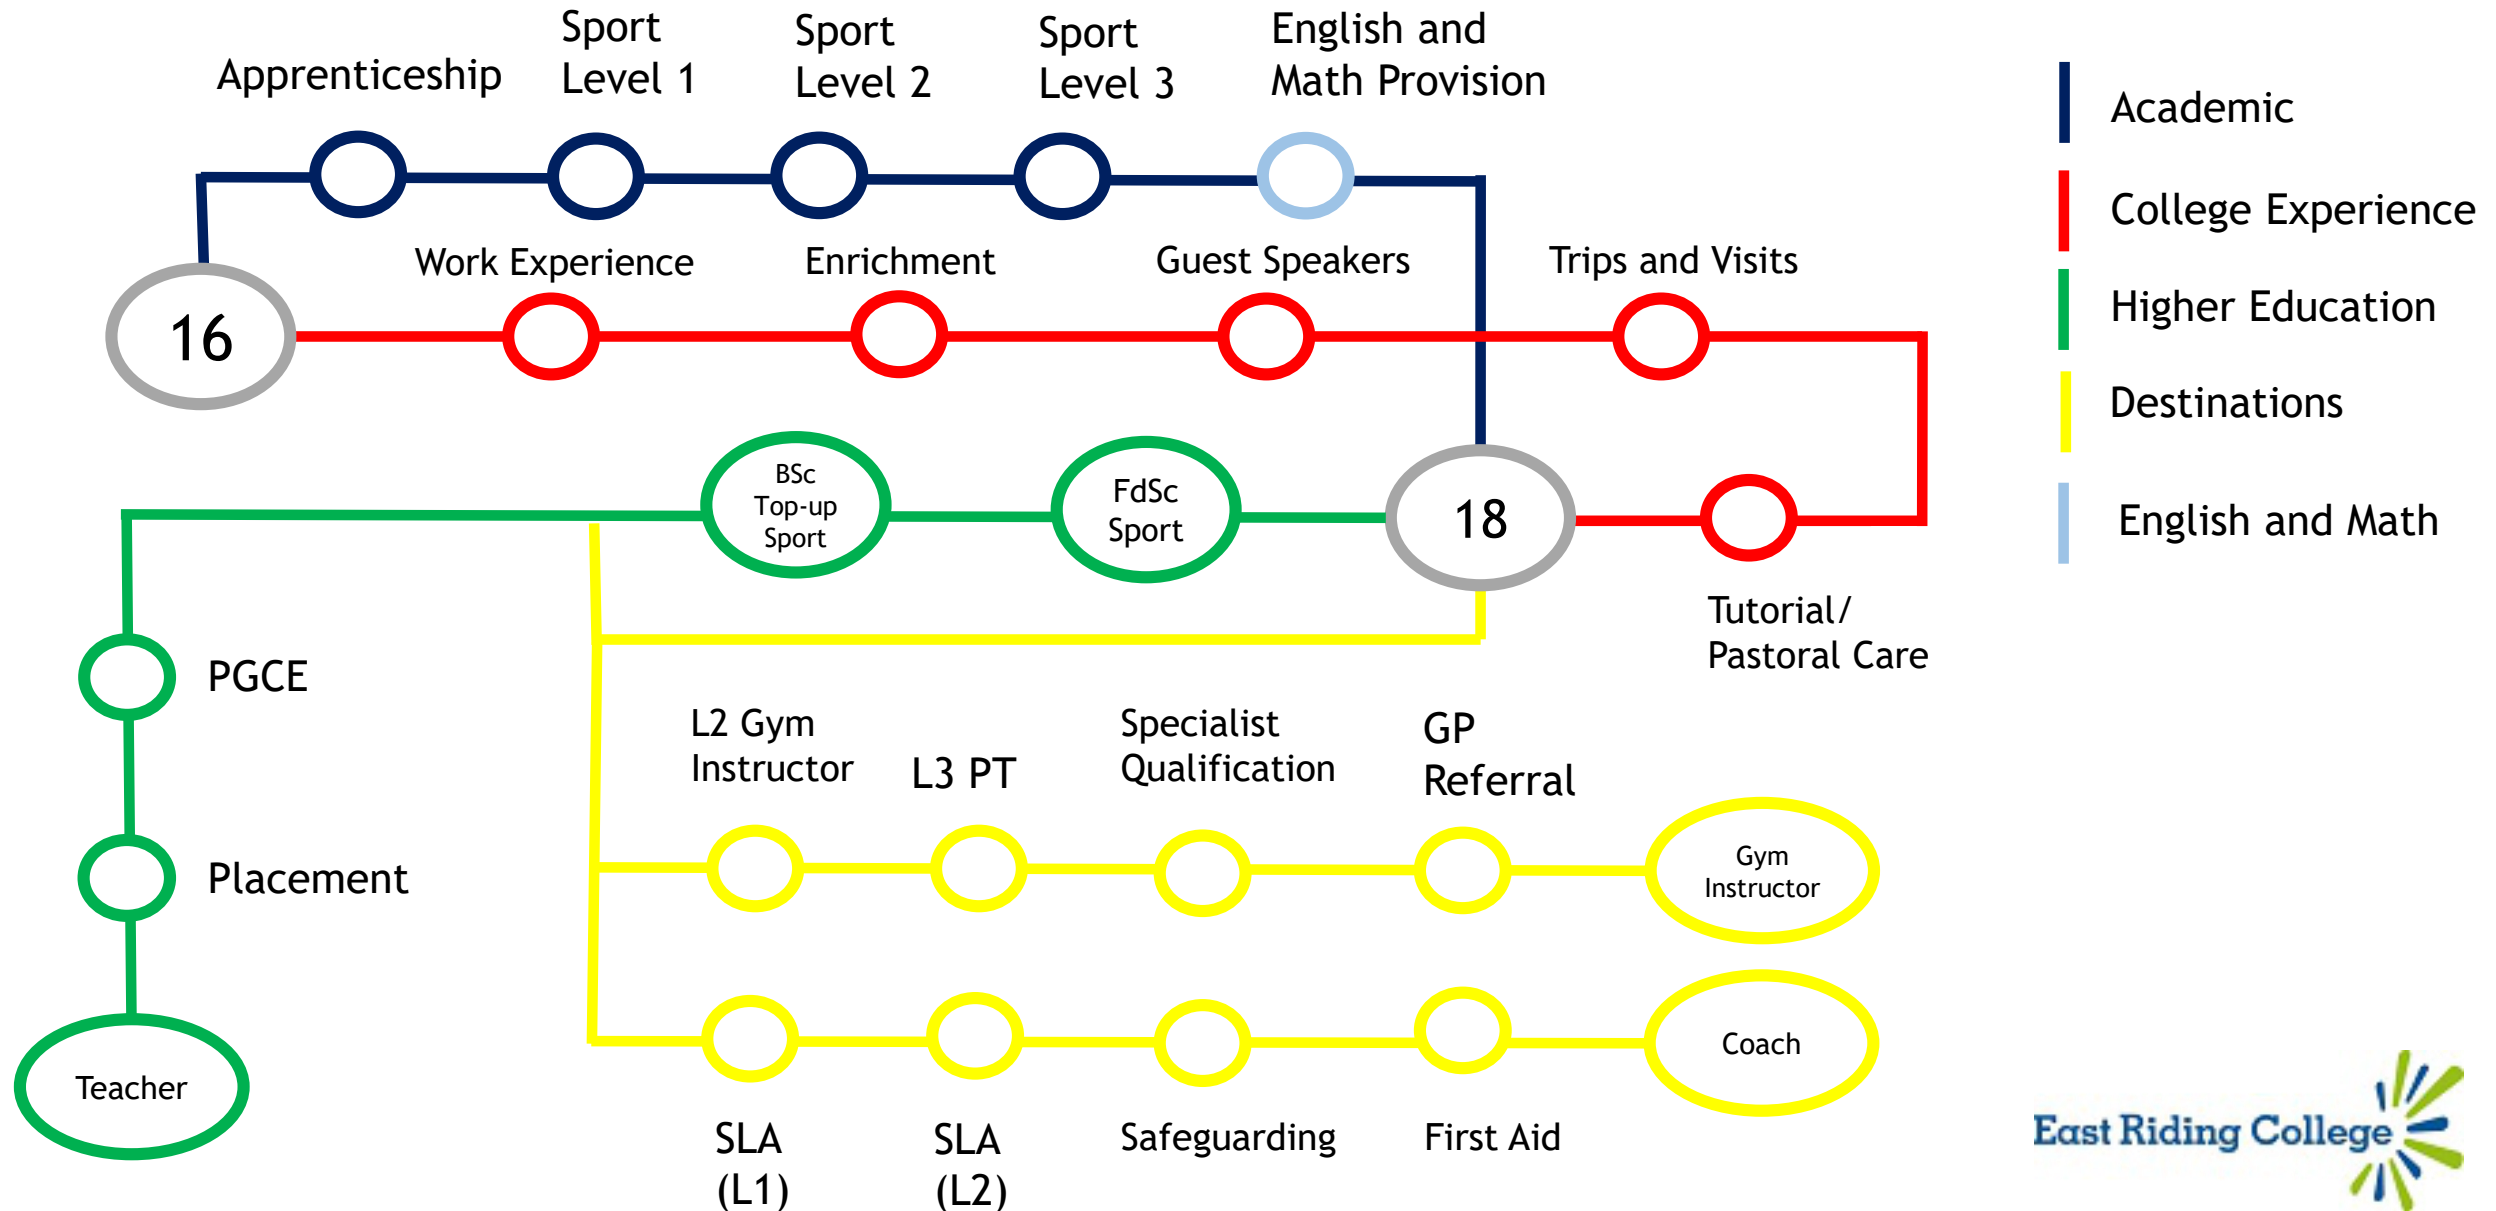 Apprenticeship
Sport
Level 1
Sport
Level 2
Sport
Level 3
English and
Math Provision
Academic
College Experience
Higher Education
Destinations
English and Math
Work Experience
Enrichment
Guest Speakers
Trips and Visits
16
BSc
Top-up
Sport
FdSc
Sport
18
Tutorial/
Pastoral Care
PGCE
Placement
Teacher
L2 Gym
Instructor
L3 PT
Specialist
Qualification
GP
Referral
Gym
Instructor
Coach
SLA
(L1)
SLA
(L2)
Safeguarding
First Aid
East Riding College